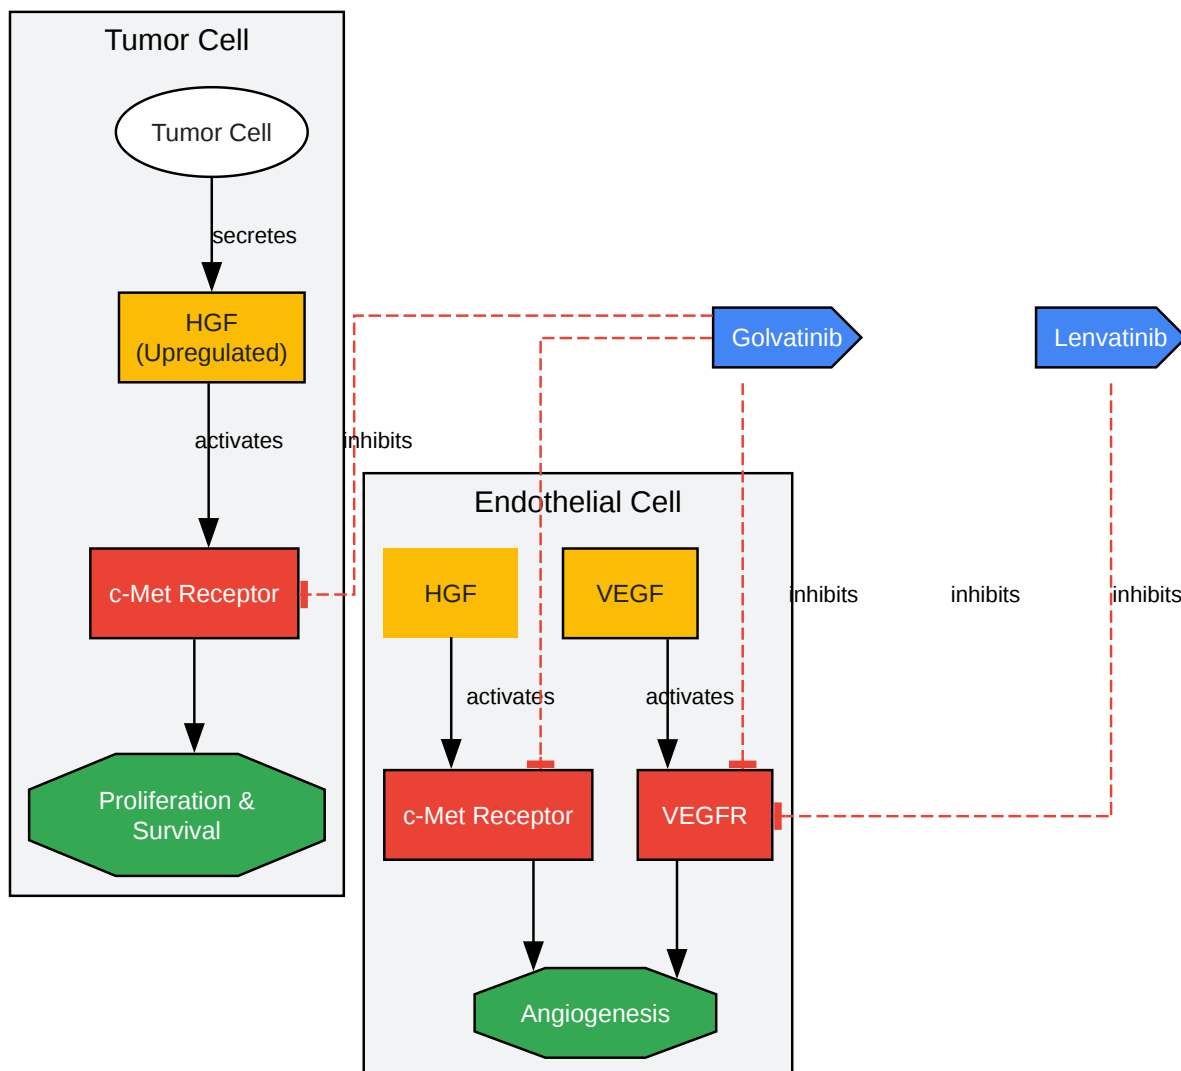 Tumor Cell
Tumor Cell
secretes
HGF
(Upregulated)
Golvatinib
Lenvatinib
activates
inhibits
Endothelial Cell
c-Met Receptor
HGF
VEGF
inhibits
inhibits
inhibits
activates
activates
Proliferation &
Survival
c-Met Receptor
VEGFR
Angiogenesis